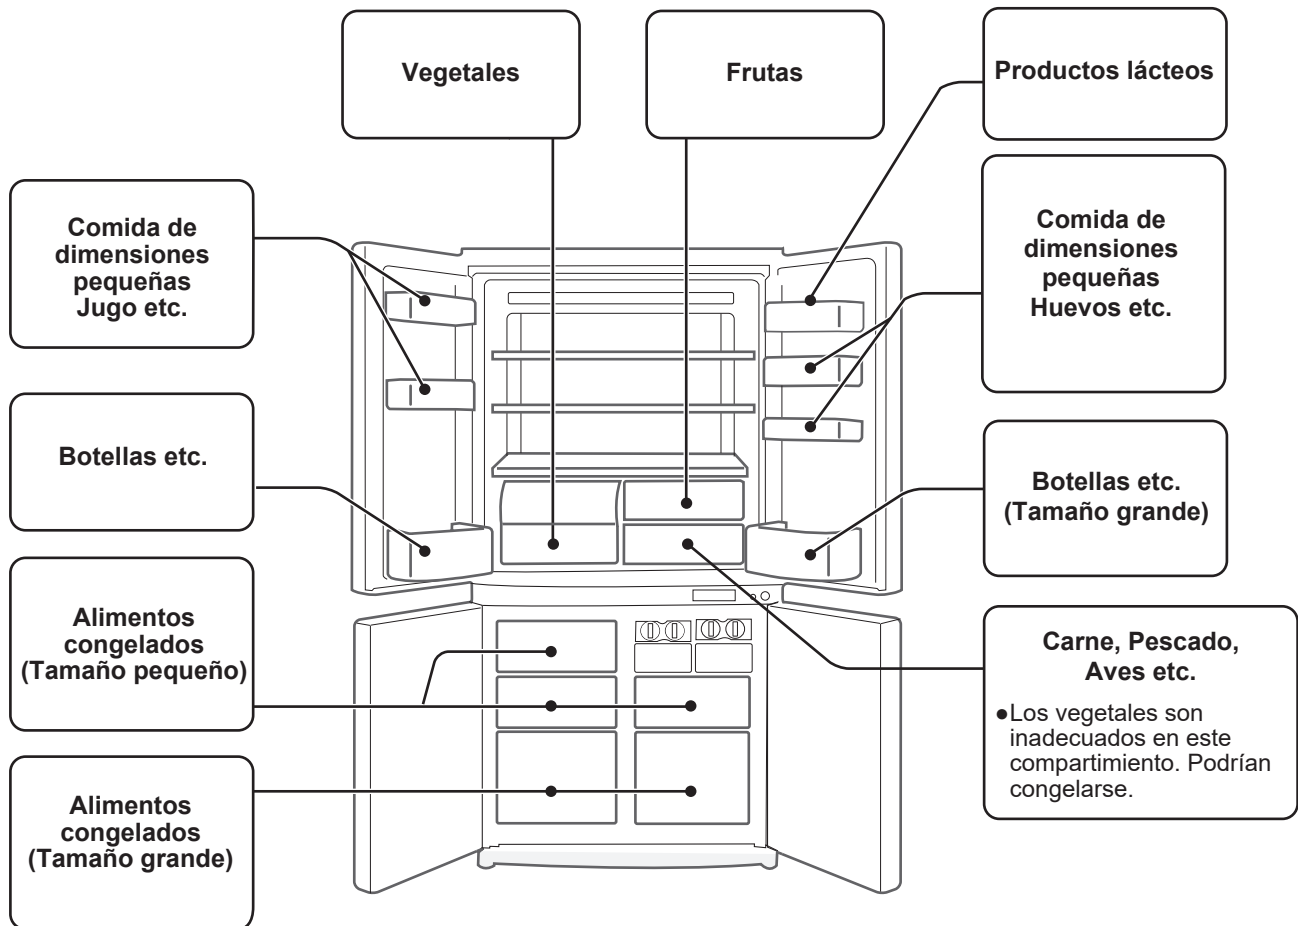 Vegetales
Frutas
Productos lácteos
Comida de
dimensiones
pequeñas
Jugo etc.
Comida de
dimensiones
pequeñas
Huevos etc.
Botellas etc.
Botellas etc.
(Tamaño grande)
Alimentos
congelados
(Tamaño pequeño)
Carne, Pescado,
Aves etc.
●Los vegetales son
inadecuados en este
compartimiento. Podrían
congelarse.
Alimentos
congelados
(Tamaño grande)